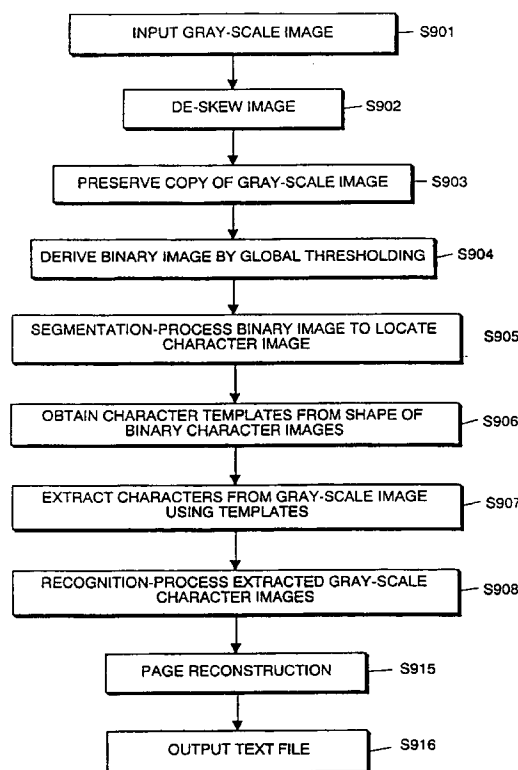 INPUT GRAY-SCALE IMAGE S901
DE-SKEW IMAGE S902
PRESERVE COPY OF GRAY-SCALE IMAGE S903
DERIVE BINARY IMAGE BY GLOBAL THRESHOLDING S904
SEGMENTATION-PROCESS BINARY IMAGE TO LOCATE
CHARACTER IMAGE S905
OBTAIN CHARACTER TEMPLATES FROM SHAPE OF
BINARY CHARACTER IMAGES S906
EXTRACT CHARACTERS FROM GRAY-SCALE IMAGE
USING TEMPLATES S907
RECOGNITION-PROCESS EXTRACTED GRAY-SCALE
CHARACTER IMAGES S908
PAGE RECONSTRUCTION S915
OUTPUT TEXT FILE S916